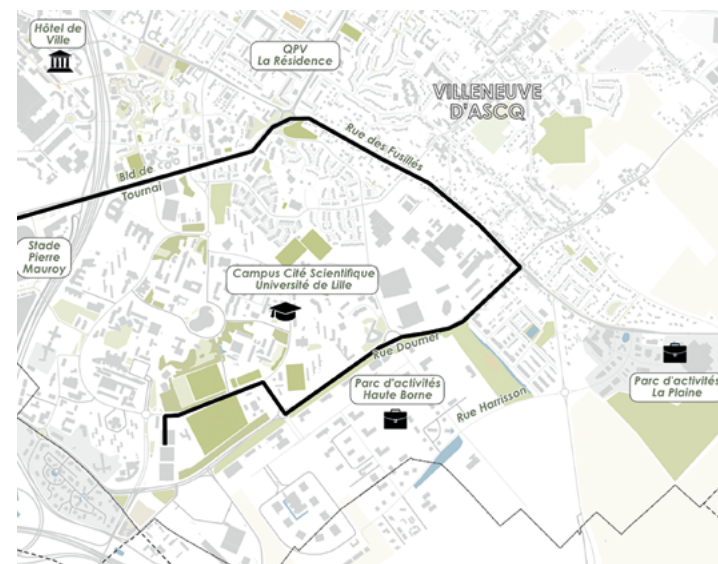 Hôtel de
Ville
QPV
La Résidence
VILLENEUVE
D'ASCQ
Rue des Fusillés
Bld de
Tournai
Stade
Pierre
Mauroy
Campus Cité Scientifique
Université de Lille
Rue Doumer
Parc d'activités
Haute Borne
Rue Harrisson
Parc d'activités
La Plaine